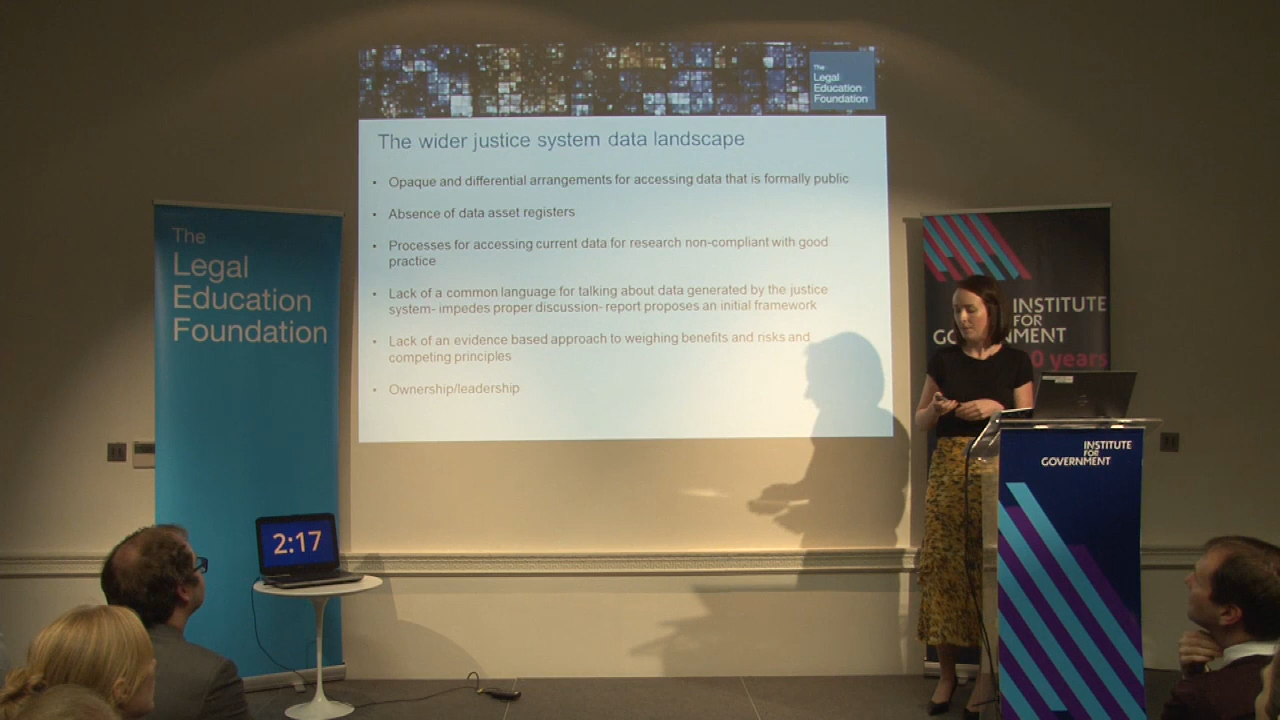 The
Legal
Education
Foundation
The wider justice system data landscape
• Opaque and differential arrangements for accessing data that is formally public
• Absence of data asset registers
• Processes for accessing current data for research non-compliant with good
practice
• Lack of a common language for talking about data generated by the justice
system- impedes proper discussion- report proposes an initial framework
• Lack of an evidence based approach to weighing benefits and risks and
competing principles
• Ownership/leadership
The
Legal
Education
Foundation
2:17
INSTITUTE
FOR
GOVERNMENT
0 years
INSTITUTE
FOR
GOVERNMENT